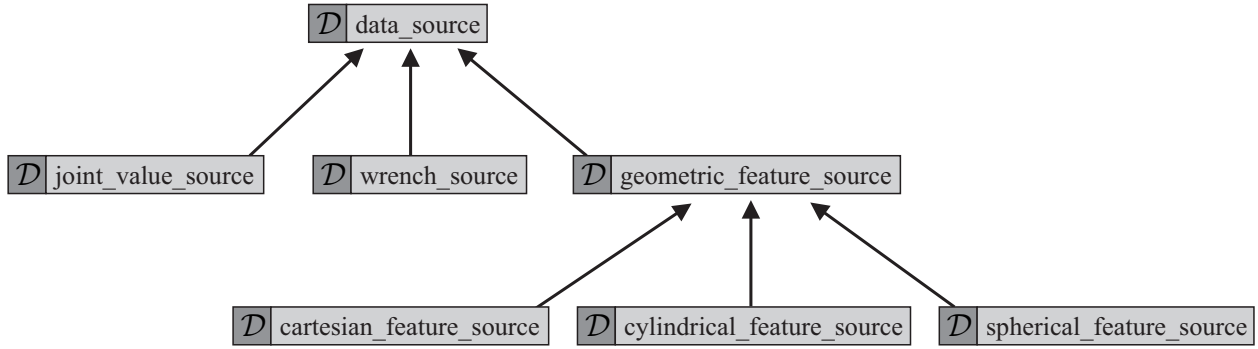 𝒟 data_source
𝒟 joint_value_source
𝒟 wrench_source
𝒟 geometric_feature_source
𝒟 cartesian_feature_source
𝒟 cylindrical_feature_source
𝒟 spherical_feature_source